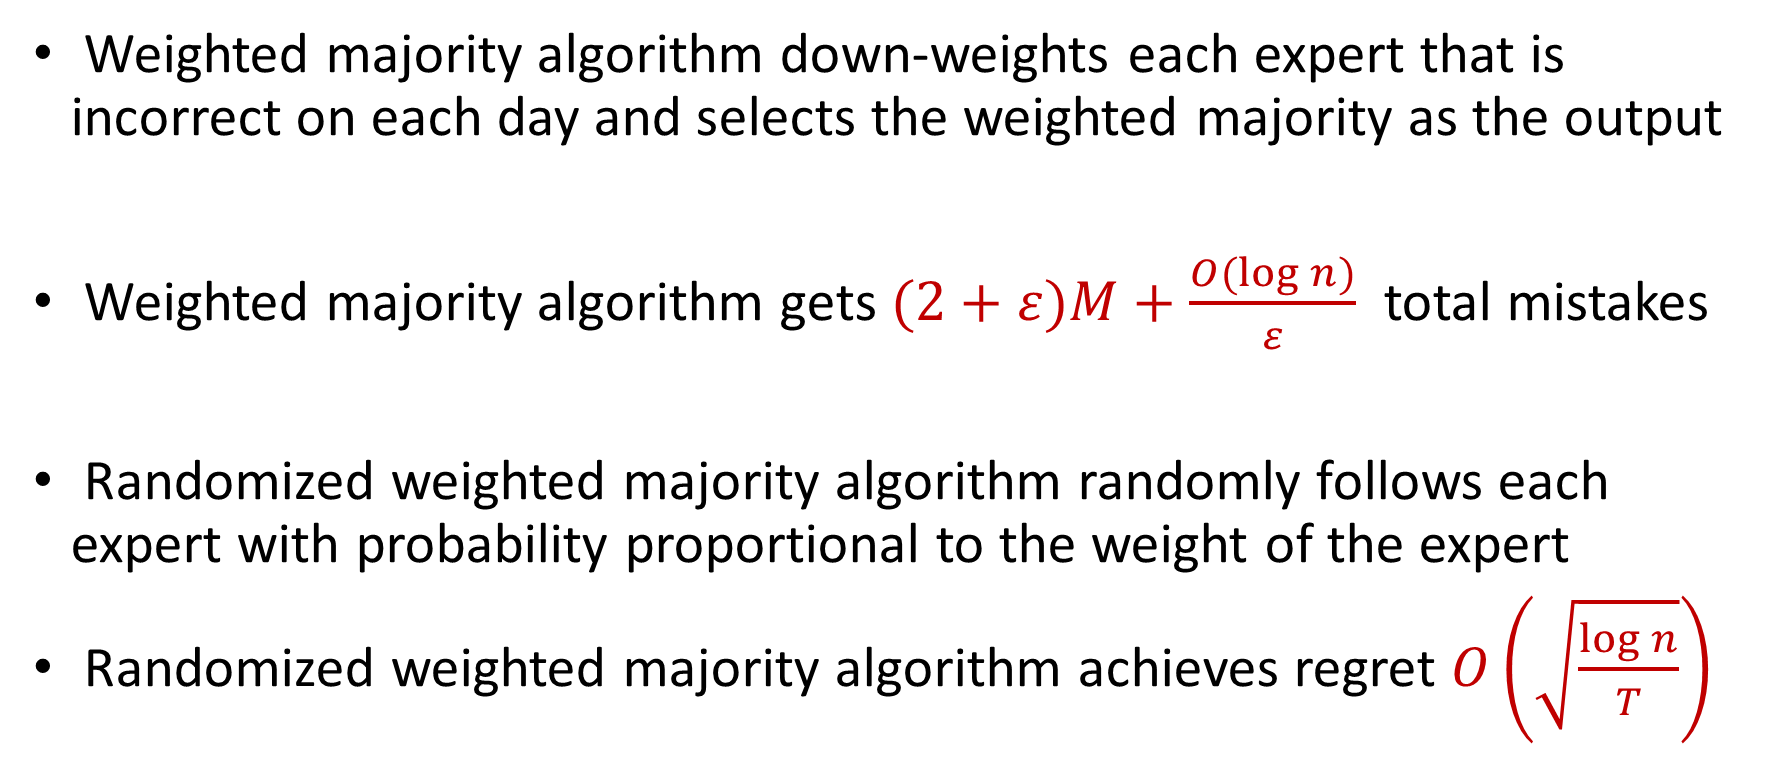 • Weighted majority algorithm down-weights each expert that is
incorrect on each day and selects the weighted majority as the output
• Weighted majority algorithm gets (2 + ε)M + O(log n)/ε total mistakes
• Randomized weighted majority algorithm randomly follows each
expert with probability proportional to the weight of the expert
• Randomized weighted majority algorithm achieves regret O(√(log n/T))